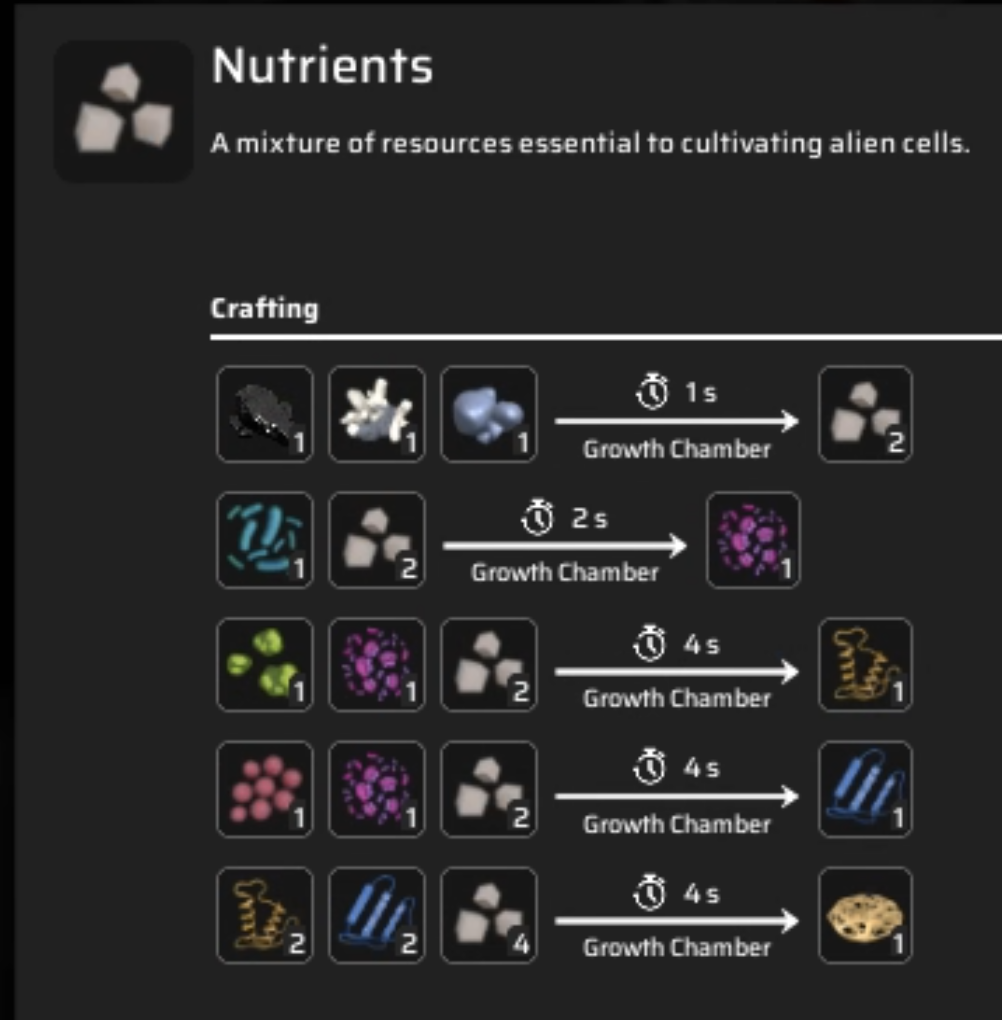 Nutrients
A mixture of resources essential to cultivating alien cells.
Crafting
1 1 1 1 s Growth Chamber 2
1 2 2 s Growth Chamber 1
1 1 2 4 s Growth Chamber 1
1 1 2 4 s Growth Chamber 1
2 2 4 4 s Growth Chamber 1